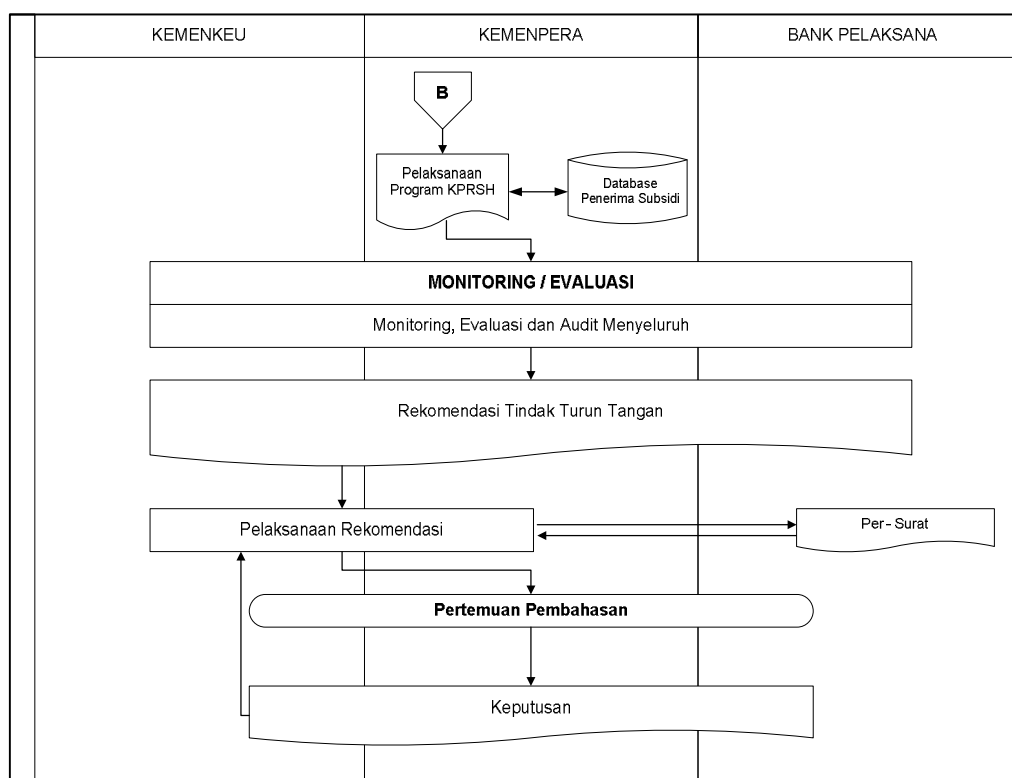 KEMENKEU
KEMENPERA
BANK PELAKSANA
B
Pelaksanaan
Program KPRSH
Database
Penerima Subsidi
MONITORING / EVALUASI
Monitoring, Evaluasi dan Audit Menyeluruh
Rekomendasi Tindak Turun Tangan
Pelaksanaan Rekomendasi
Per- Surat
Pertemuan Pembahasan
Keputusan